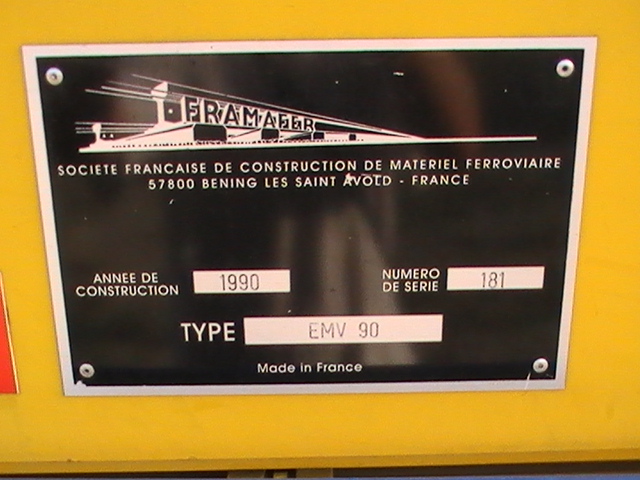 FRAMAFER
SOCIETE FRANCAISE DE CONSTRUCTION DE MATERIEL FERROVIAIRE
57800 BENING LES SAINT AVOLD - FRANCE
ANNEE DE
CONSTRUCTION
1990
NUMERO
DE SERIE
181
TYPE EMV 90
Made in France